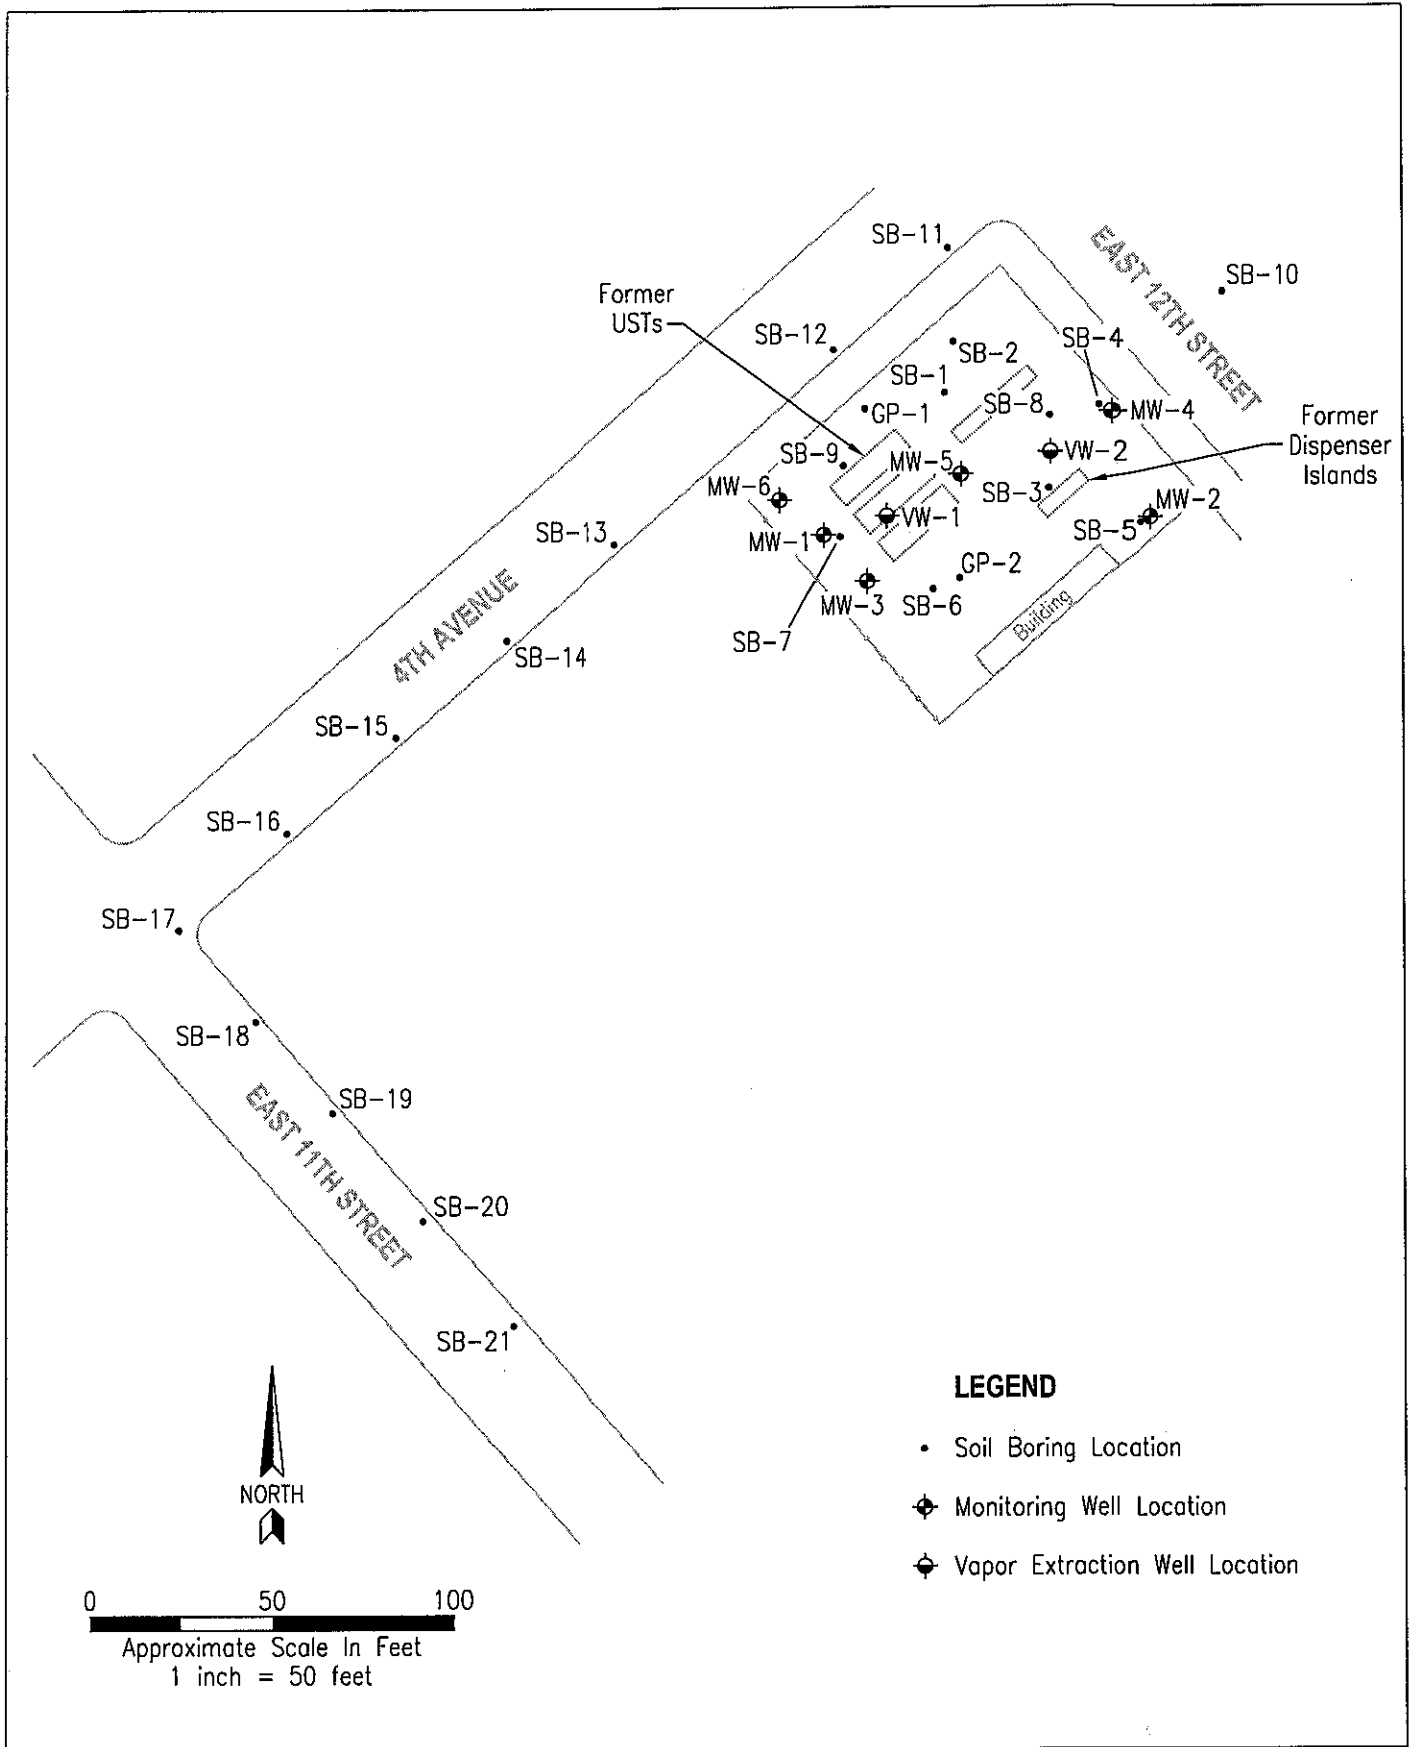 SB-11
EAST 12TH STREET
SB-10
Former
USTs
SB-12
SB-4
SB-2
SB-1
GP-1
SB-8
MW-4
Former
Dispenser
Islands
SB-9
MW-5
VW-2
MW-6
SB-3
MW-2
VW-1
SB-5
SB-13
MW-1
GP-2
MW-3
SB-6
Building
SB-7
4TH AVENUE
SB-14
SB-15
SB-16
SB-17
SB-18
SB-19
EAST 11TH STREET
SB-20
SB-21
LEGEND
Soil Boring Location
Monitoring Well Location
Vapor Extraction Well Location
NORTH
0 50 100
Approximate Scale In Feet
1 inch = 50 feet